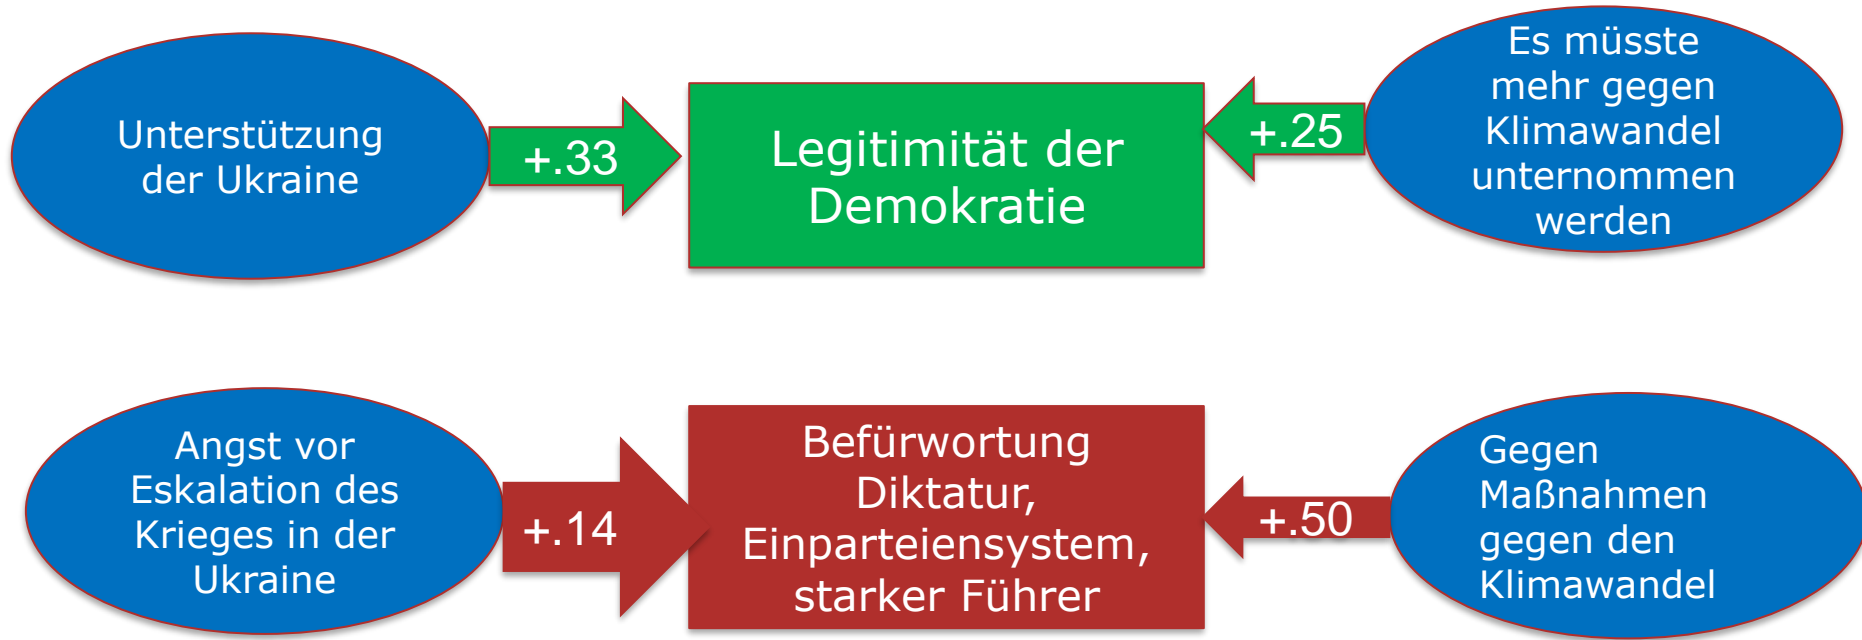 Unterstützung
der Ukraine
+.33
Legitimität der
Demokratie
+.25
Es müsste
mehr gegen
Klimawandel
unternommen
werden
Angst vor
Eskalation des
Krieges in der
Ukraine
+.14
Befürwortung
Diktatur,
Einparteiensystem,
starker Führer
+.50
Gegen
Maßnahmen
gegen den
Klimawandel